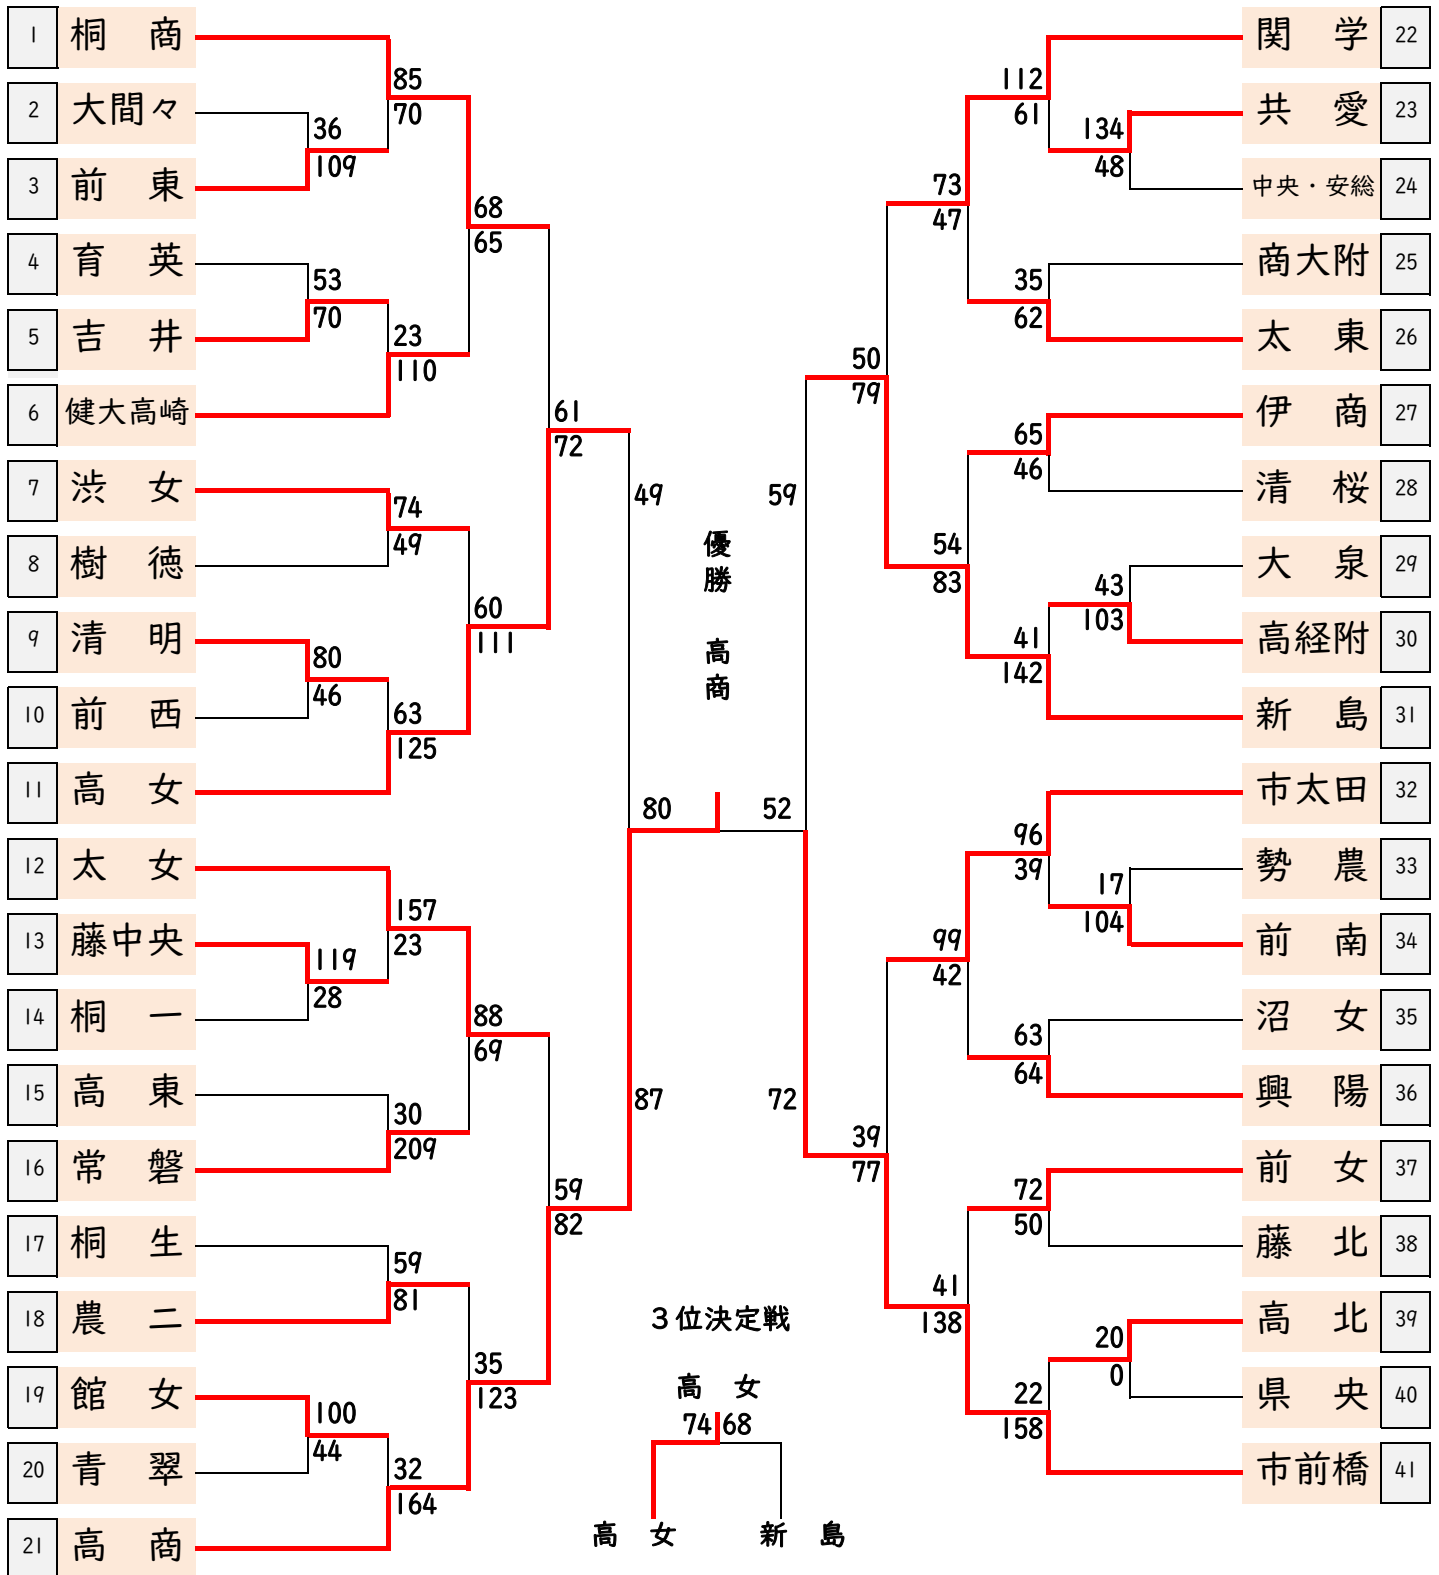 1 桐 商
2 大間々
3 前 東
4 育 英
5 吉 井
6 健大高崎
7 渋 女
8 樹 徳
9 清 明
10 前 西
11 高 女
12 太 女
13 藤中央
14 桐 一
15 高 東
16 常 磐
17 桐 生
18 農 二
19 館 女
20 青 翠
21 高 商
36
109
53
70
80
46
119
28
100
44
85
70
23
110
74
49
63
125
157
23
30
209
59
81
32
164
68
65
60
111
88
69
35
123
61
72
59
82
49
87
優
勝
高
商
80 52
59
72
50
79
39
77
73
47
54
83
99
42
41
138
112
61
35
62
65
46
41
142
96
39
63
64
72
50
22
158
134
48
43
103
17
104
20
0
関 学 22
共 愛 23
中央・安総 24
商大附 25
太 東 26
伊 商 27
清 桜 28
大 泉 29
高経附 30
新 島 31
市太田 32
勢 農 33
前 南 34
沼 女 35
興 陽 36
前 女 37
藤 北 38
高 北 39
県 央 40
市前橋 41
3位決定戦
高 女
74 68
高 女 新 島